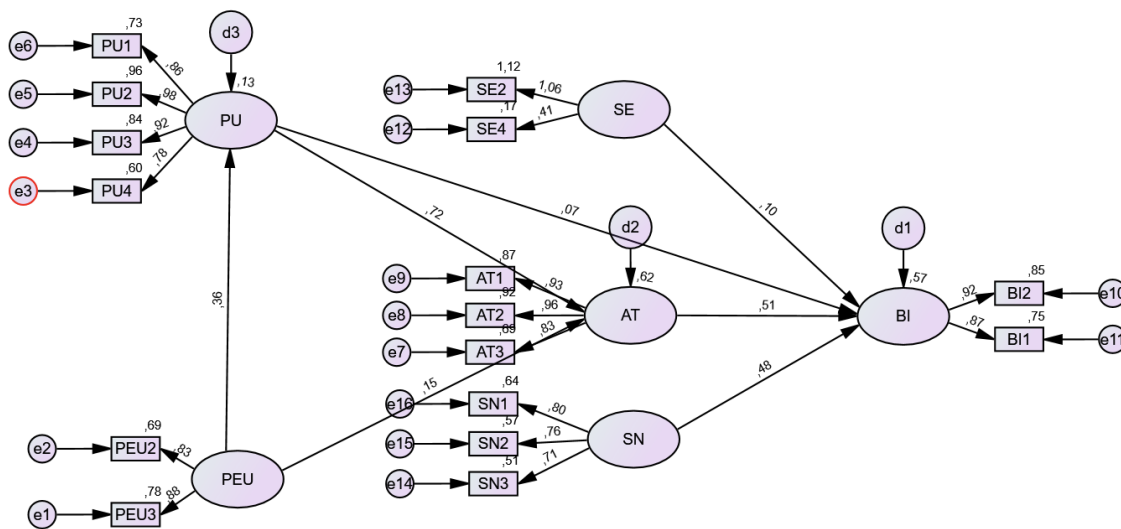 ,73
e6 PU1
,86
d3
,96
e5 PU2
,98
,13
PU
,84
e4 PU3
,92
,60
e3 PU4
,78
1,12
e13 SE2
1,06
,17
e12 SE4
,41
SE
,10
,07
,72
,36
d2
d1
,87
e9 AT1
,93
,62
,92
e8 AT2
,96
AT
,51
,69
e7 AT3
,83
,57
BI
,85
,92
BI2 e10
,75
,87
BI1 e11
,15
,48
,64
e16 SN1
,80
,57
e15 SN2
,76
SN
,51
e14 SN3
,71
,69
e2 PEU2
,83
PEU
,78
e1 PEU3
,88